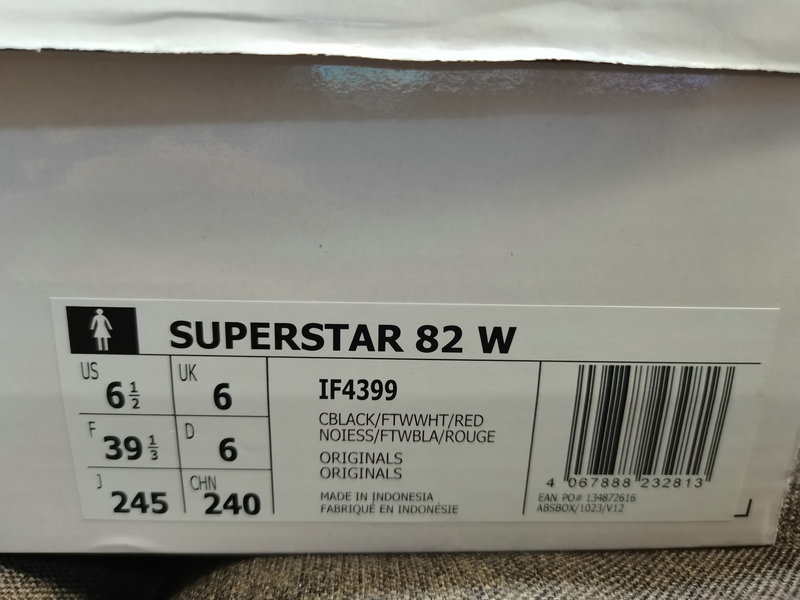 SUPERSTAR 82 W
US 6 1/2
UK 6
F 39 1/3
D 6
J 245
CHN 240
IF4399
CBLACK/FTWWHT/RED
NOIESS/FTWBLA/ROUGE
ORIGINALS
ORIGINALS
MADE IN INDONESIA
FABRIQUÉ EN INDONÉSIE
4 067888 232813
EAN PO# 134872616
ABSBOX/1023/V12